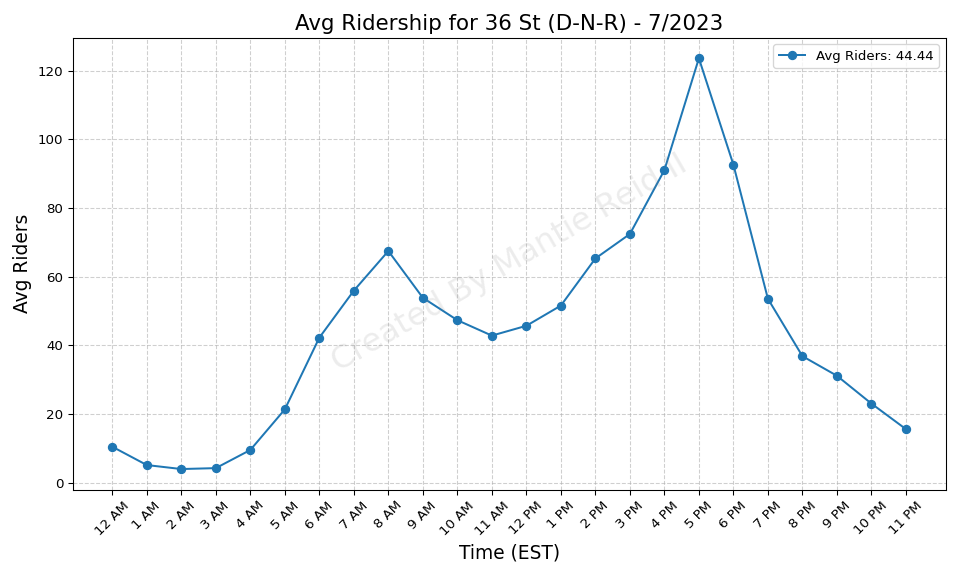 Avg Ridership for 36 St (D-N-R) - 7/2023
Avg Riders: 44.44
Avg Riders
120
100
80
60
40
20
0
Created By Mantie Reid II
12 AM
1 AM
2 AM
3 AM
4 AM
5 AM
6 AM
7 AM
8 AM
9 AM
10 AM
11 AM
12 PM
1 PM
2 PM
3 PM
4 PM
5 PM
6 PM
7 PM
8 PM
9 PM
10 PM
11 PM
Time (EST)